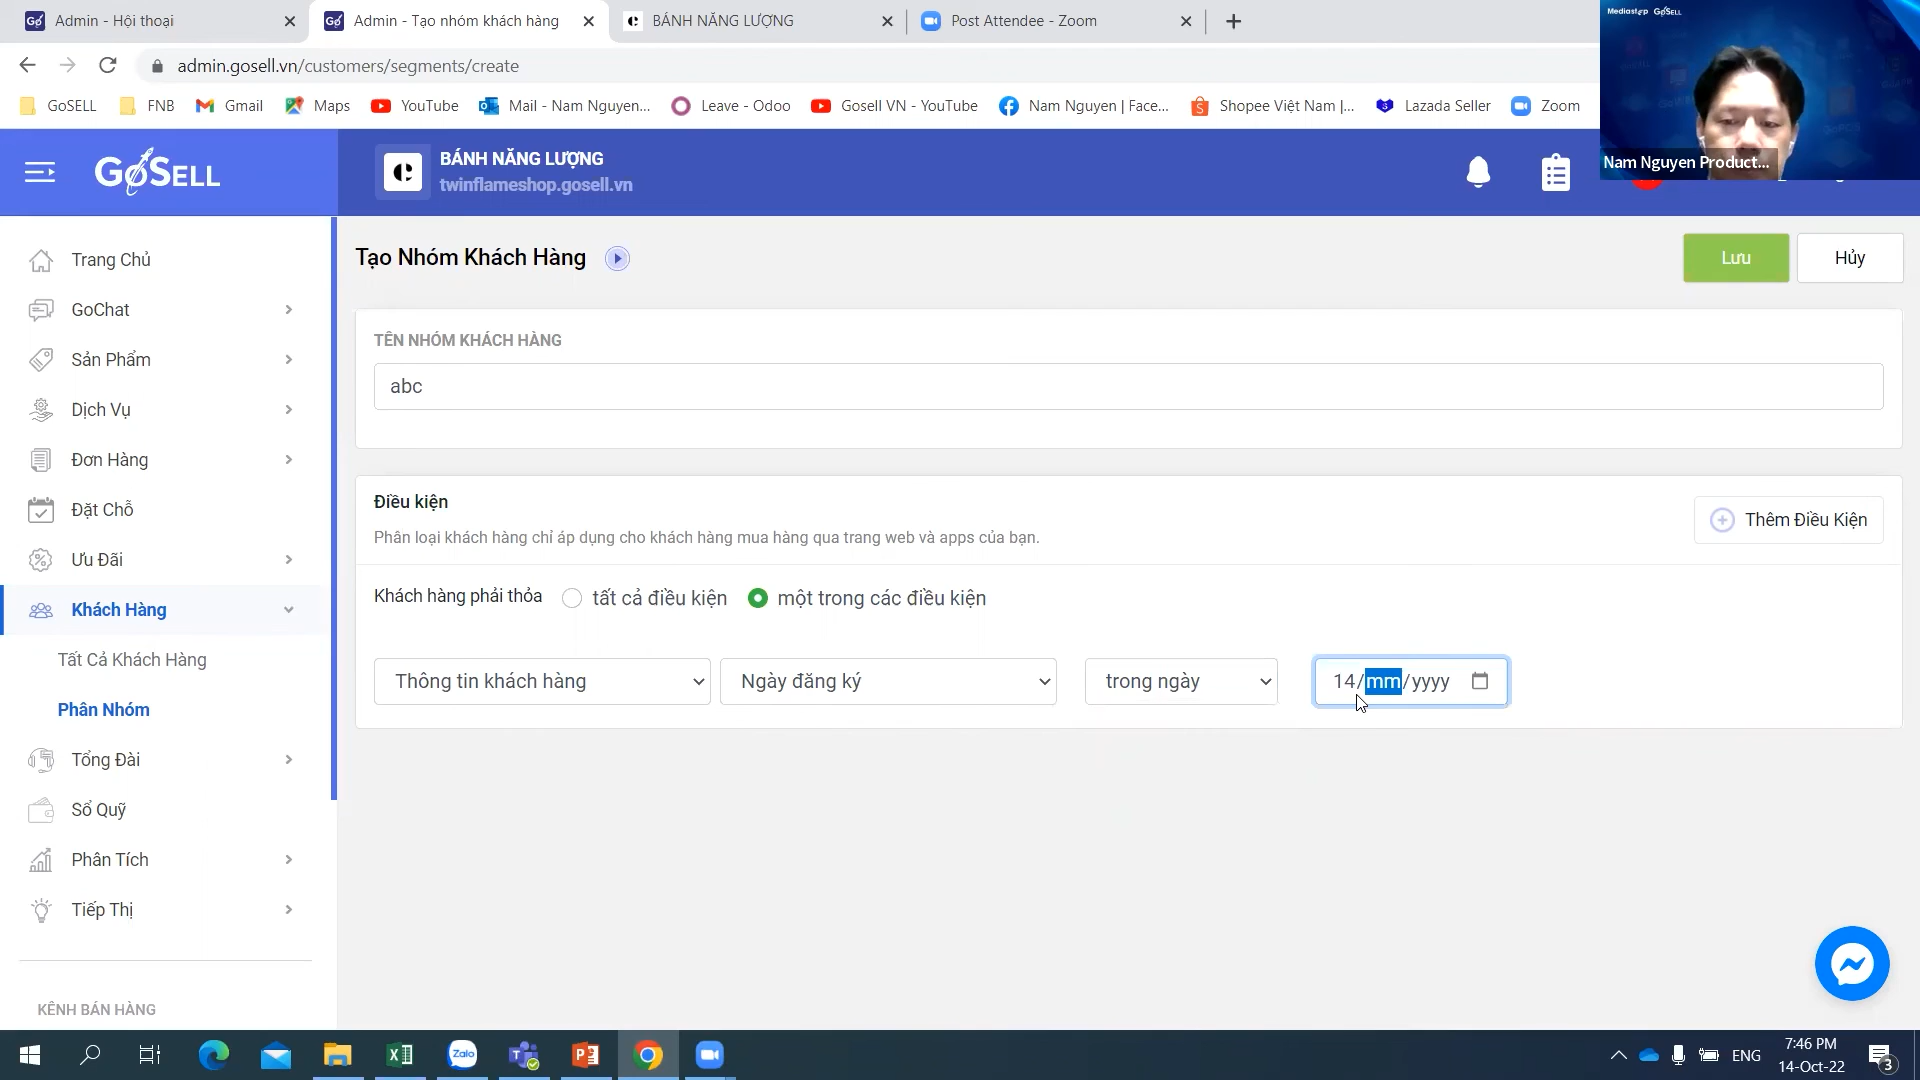 Admin - Hội thoại
Admin - Tạo nhóm khách hàng
BÁNH NĂNG LƯỢNG
Post Attendee - Zoom
admin.gosell.vn/customers/segments/create
GoSELL
FNB
Gmail
Maps
YouTube
Mail - Nam Nguyen...
Leave - Odoo
Gosell VN - YouTube
Nam Nguyen | Face...
Shopee Việt Nam |...
Lazada Seller
Zoom
Mediastep GoSELL
Nam Nguyen Product...
GoSELL
BÁNH NĂNG LƯỢNG
twinflameshop.gosell.vn
Trang Chủ
GoChat
Sản Phẩm
Dịch Vụ
Đơn Hàng
Đặt Chỗ
Ưu Đãi
Khách Hàng
Tất Cả Khách Hàng
Phân Nhóm
Tổng Đài
Sổ Quỹ
Phân Tích
Tiếp Thị
KÊNH BÁN HÀNG
Tạo Nhóm Khách Hàng
Lưu
Hủy
TÊN NHÓM KHÁCH HÀNG
abc
Điều kiện
Phân loại khách hàng chỉ áp dụng cho khách hàng mua hàng qua trang web và apps của bạn.
Thêm Điều Kiện
Khách hàng phải thỏa
tất cả điều kiện
một trong các điều kiện
Thông tin khách hàng
Ngày đăng ký
trong ngày
14/mm/yyyy
Zalo
ENG
7:46 PM
14-Oct-22
3